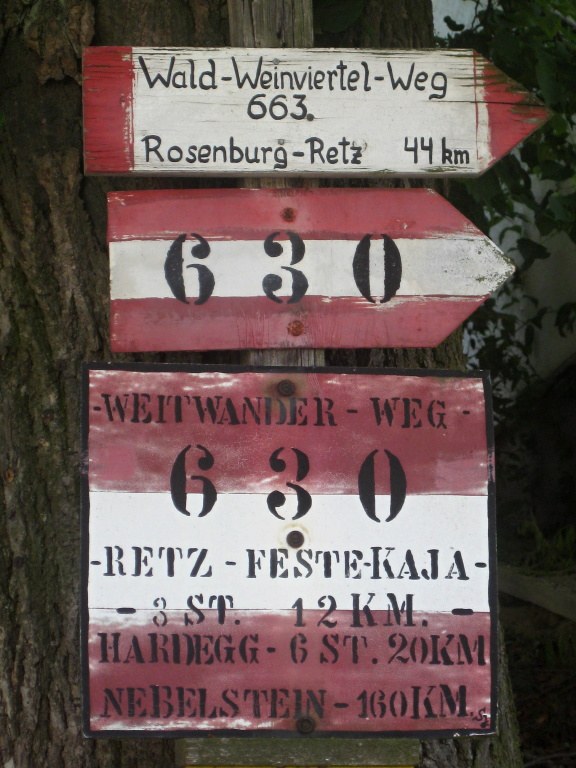 Wald-Weinviertel-Weg
663.
Rosenburg-Retz 44 km
630
-WEITWANDER-WEG-
630
-RETZ-FESTE-KAJA-
- 3 ST. 12 KM. -
HARDEGG- 6 ST. 20KM
NEBELSTEIN-160KM.